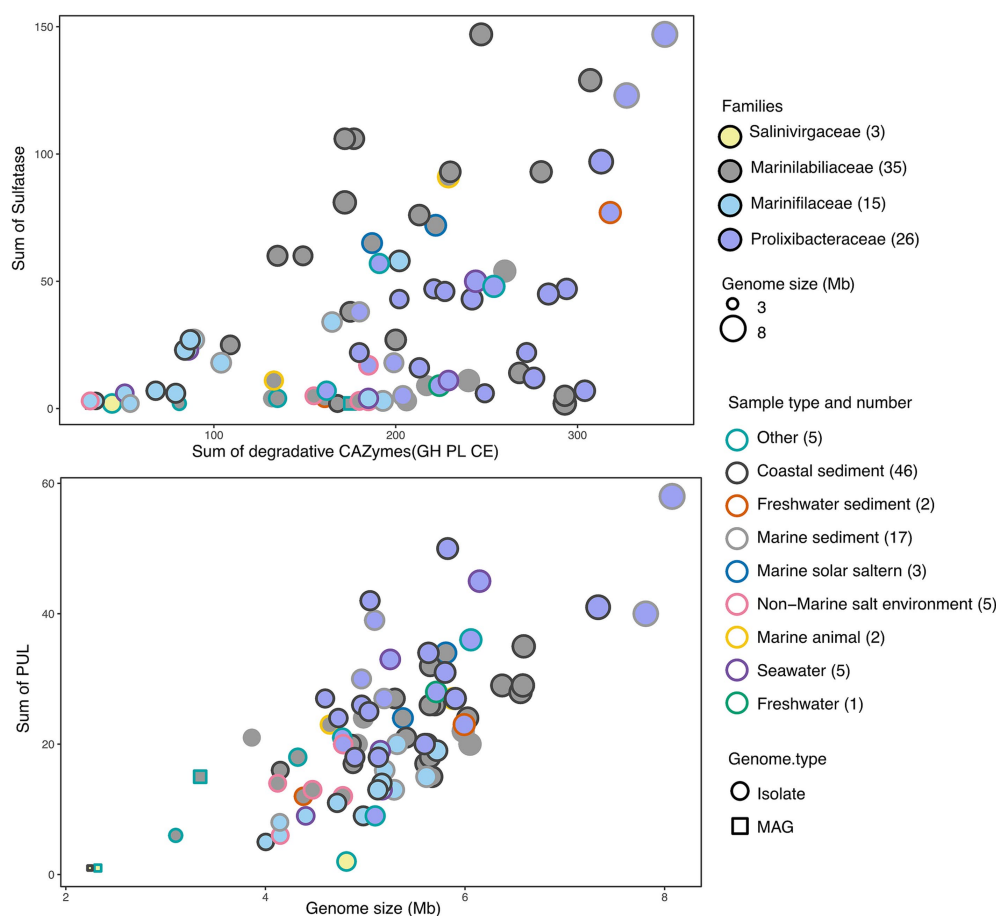 150
100
50
0
Sum of Sulfatase
100
200
300
Sum of degradative CAZymes(GH PL CE)
60
40
20
0
Sum of PUL
2
4
6
8
Genome size (Mb)
Families
Salinivirgaceae (3)
Marinilabiliaceae (35)
Marinifilaceae (15)
Prolixibacteraceae (26)
Genome size (Mb)
3
8
Sample type and number
Other (5)
Coastal sediment (46)
Freshwater sediment (2)
Marine sediment (17)
Marine solar saltern (3)
Non−Marine salt environment (5)
Marine animal (2)
Seawater (5)
Freshwater (1)
Genome.type
Isolate
MAG